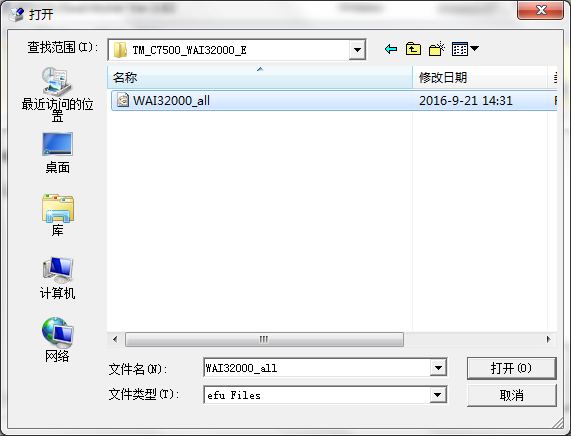 打开
查找范围(I):
TM_C7500_WAI32000_E
名称
修改日期
WAI32000_all
2016-9-21 14:31
最近访问的位置
桌面
库
计算机
网络
文件名(N):
WAI32000_all
打开(O)
文件类型(T):
efu Files
取消